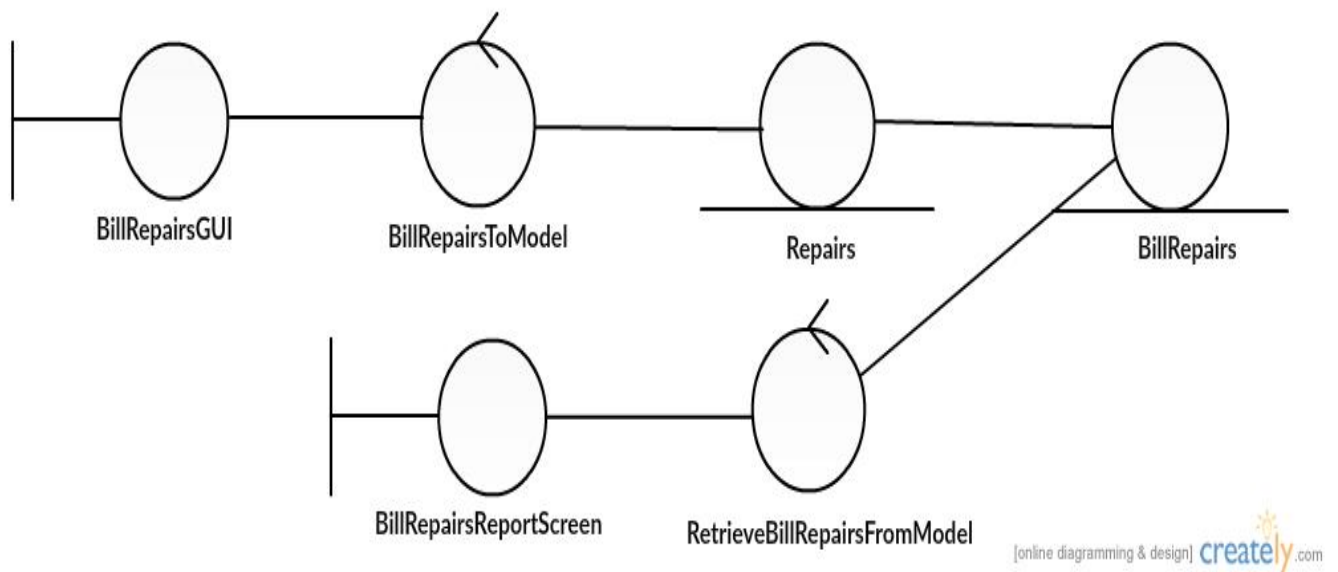 BillRepairsGUI
BillRepairsToModel
Repairs
BillRepairs
BillRepairsReportScreen
RetrieveBillRepairsFromModel
[online diagramming & design] creately.com